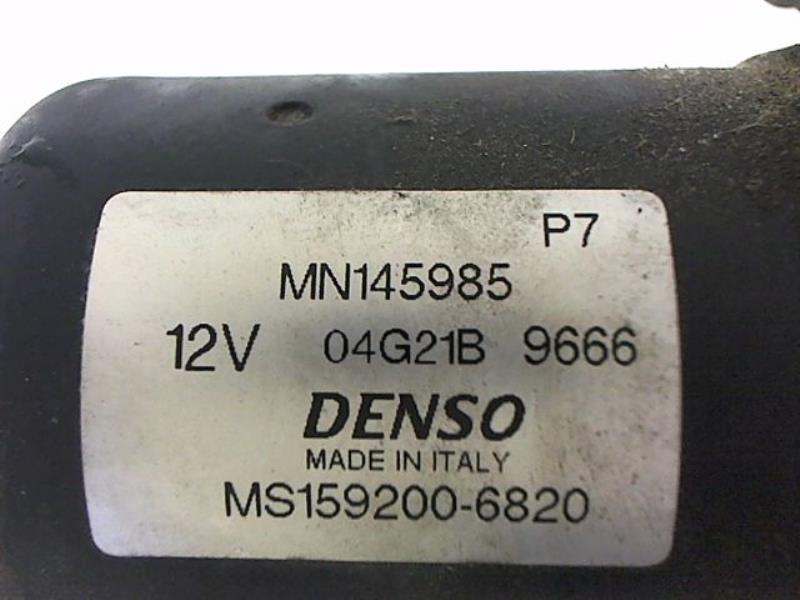 P7
MN145985
12V 04G21B 9666
DENSO
MADE IN ITALY
MS159200-6820